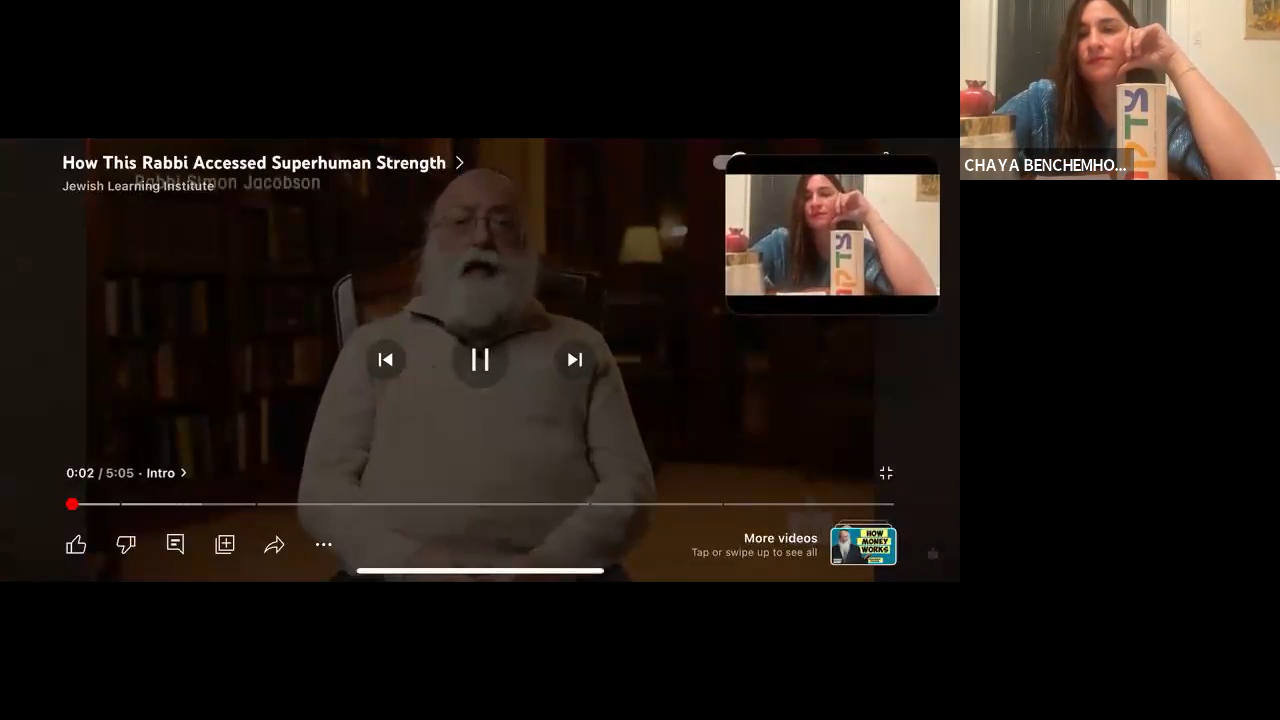 How This Rabbi Accessed Superhuman Strength
Jewish Learning Institute
Rabbi Simon Jacobson
CHAYA BENCHEMHO...
0:02 / 5:05 · Intro
More videos
Tap or swipe up to see all
HOW
MONEY
WORKS